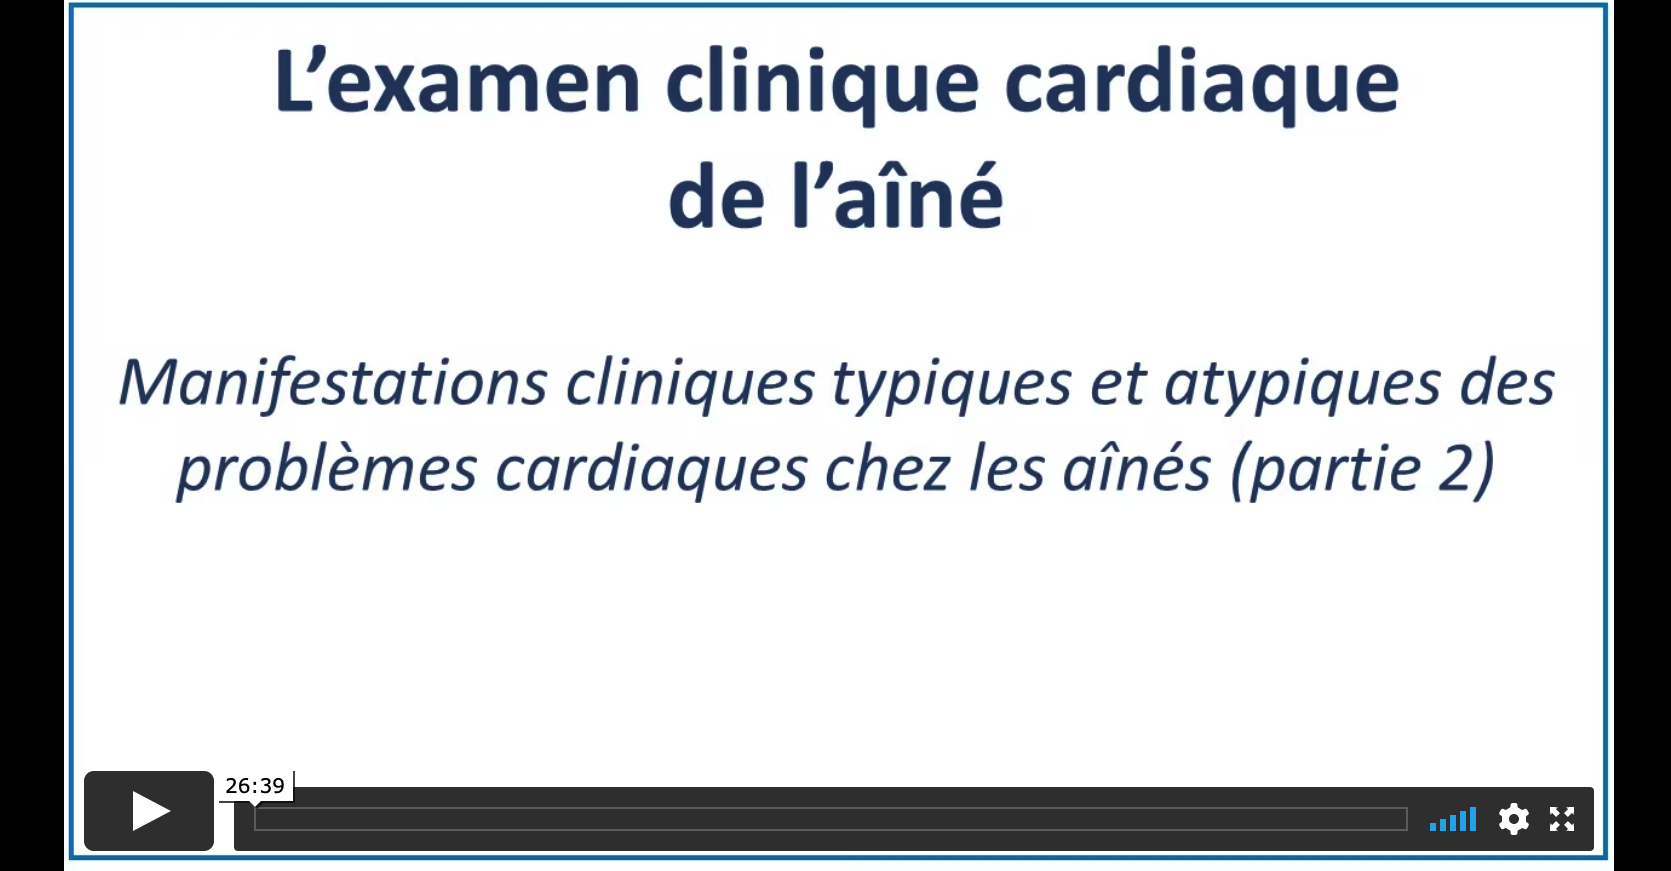 L’examen clinique cardiaque
de l’aîné
Manifestations cliniques typiques et atypiques des
problèmes cardiaques chez les aînés (partie 2)
26:39